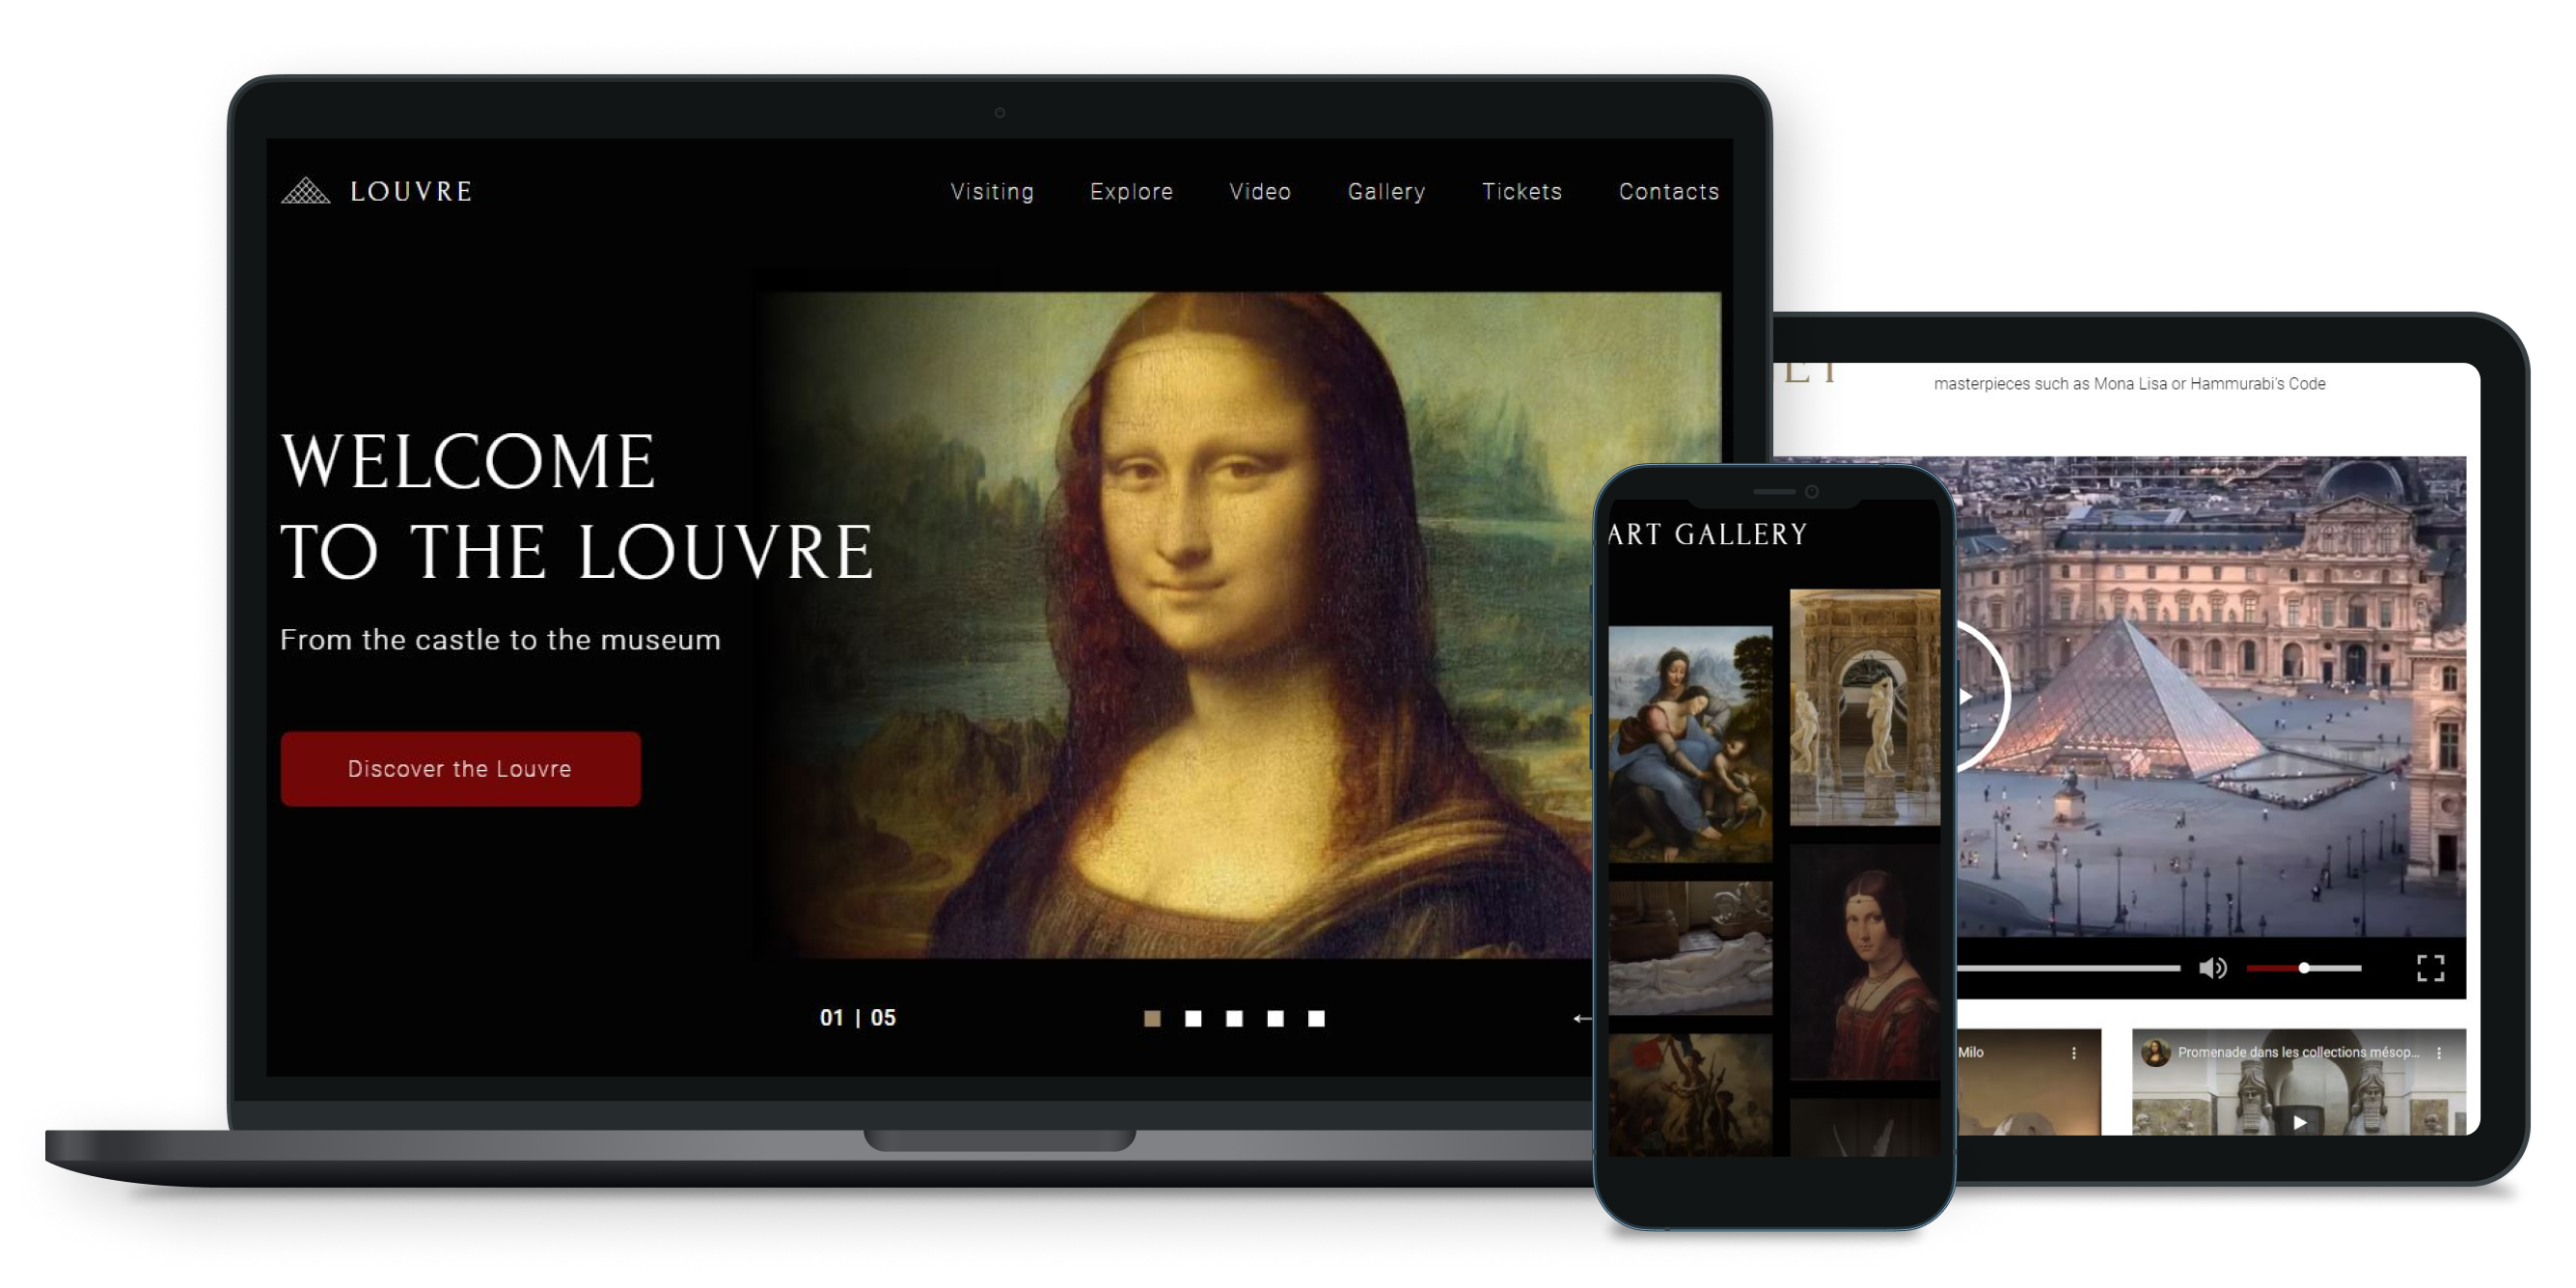 LOUVRE
Visiting Explore Video Gallery Tickets Contacts
WELCOME
TO THE LOUVRE
From the castle to the museum
Discover the Louvre
01 | 05
ART GALLERY
masterpieces such as Mona Lisa or Hammurabi's Code
Milo
Promenade dans les collections mésop...